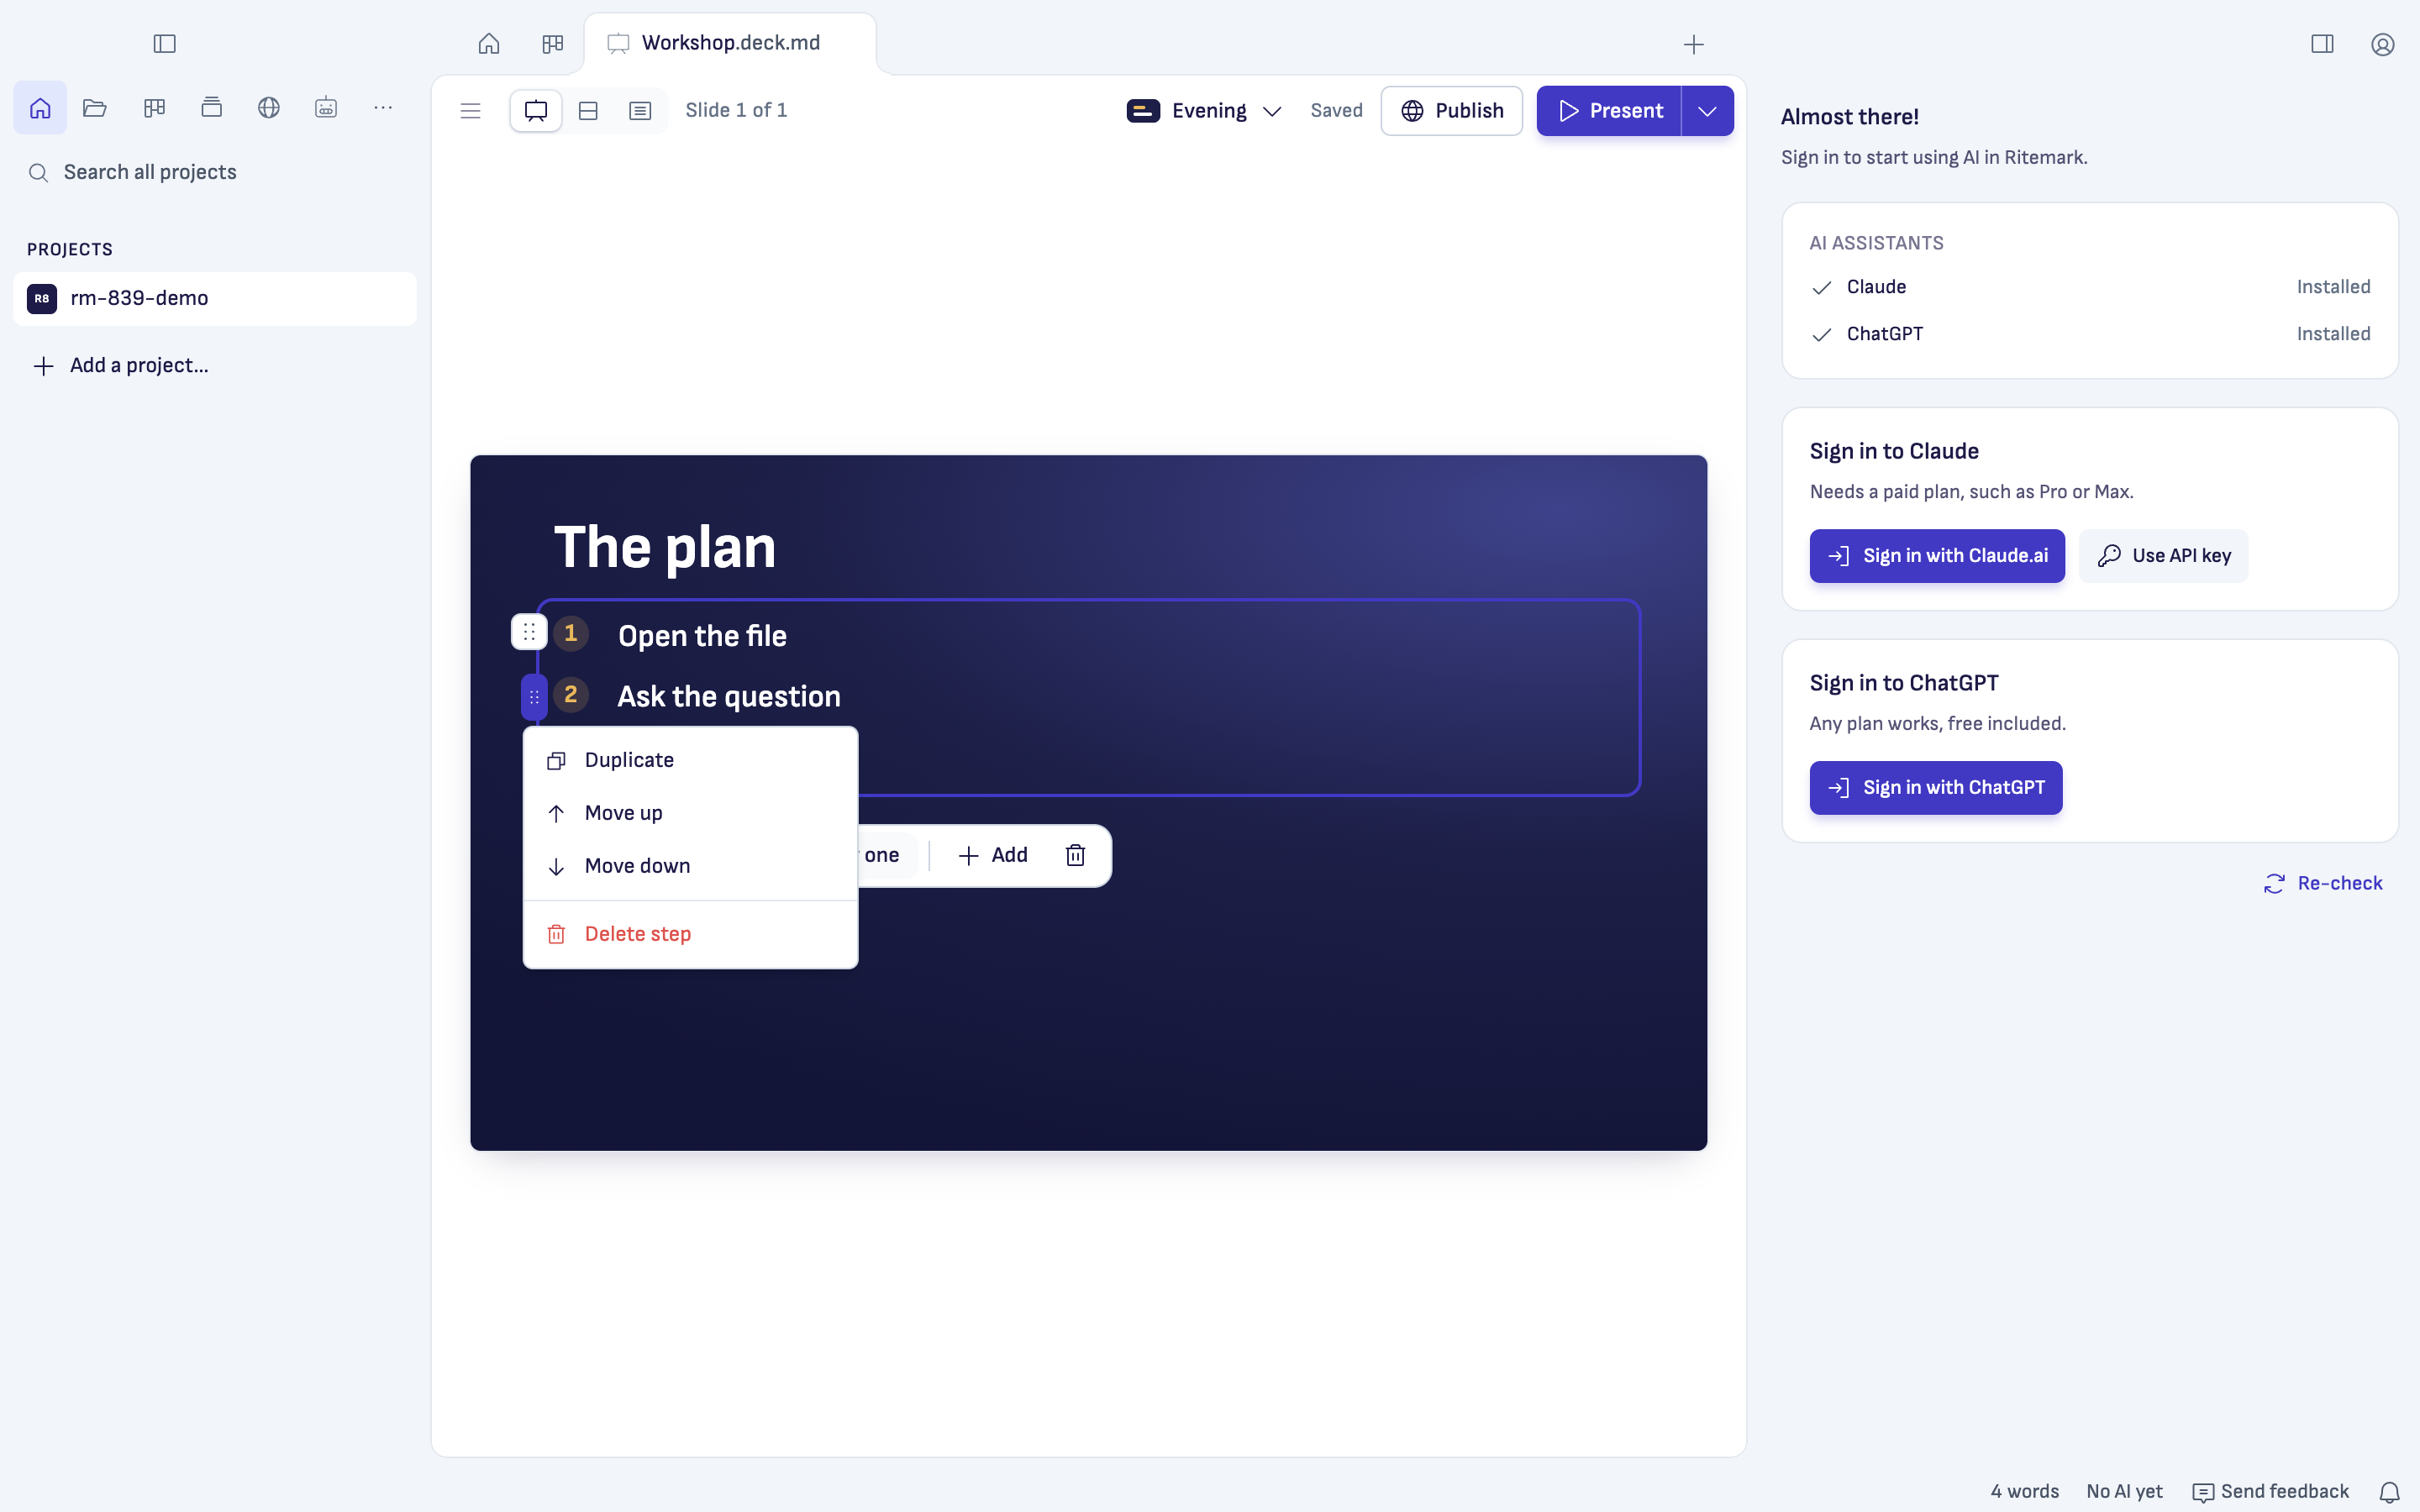 Workshop.deck.md
Slide 1 of 1
Evening
Saved
Publish
Present
Search all projects
PROJECTS
R8 rm-839-demo
Add a project...
The plan
1 Open the file
2 Ask the question
Duplicate
Move up
Move down
Delete step
one
Add
Almost there!
Sign in to start using AI in Ritemark.
AI ASSISTANTS
Claude Installed
ChatGPT Installed
Sign in to Claude
Needs a paid plan, such as Pro or Max.
Sign in with Claude.ai
Use API key
Sign in to ChatGPT
Any plan works, free included.
Sign in with ChatGPT
Re-check
4 words
No AI yet
Send feedback